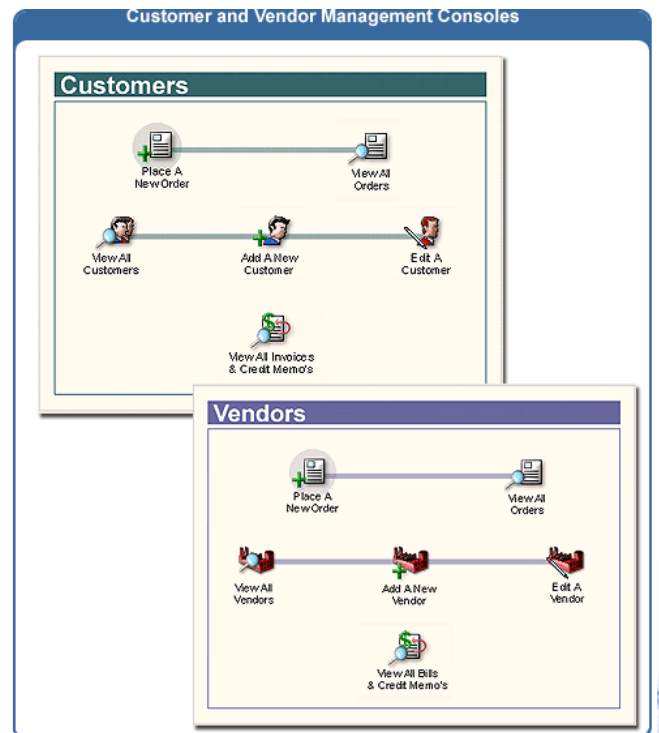 Customer and Vendor Management Consoles
Customers
Place A
New Order
View All
Orders
View All
Customers
Add A New
Customer
Edit A
Customer
View All Invoices
& Credit Memo's
Vendors
Place A
New Order
View All
Orders
View All
Vendors
Add A New
Vendor
Edit A
Vendor
View All Bills
& Credit Memo's